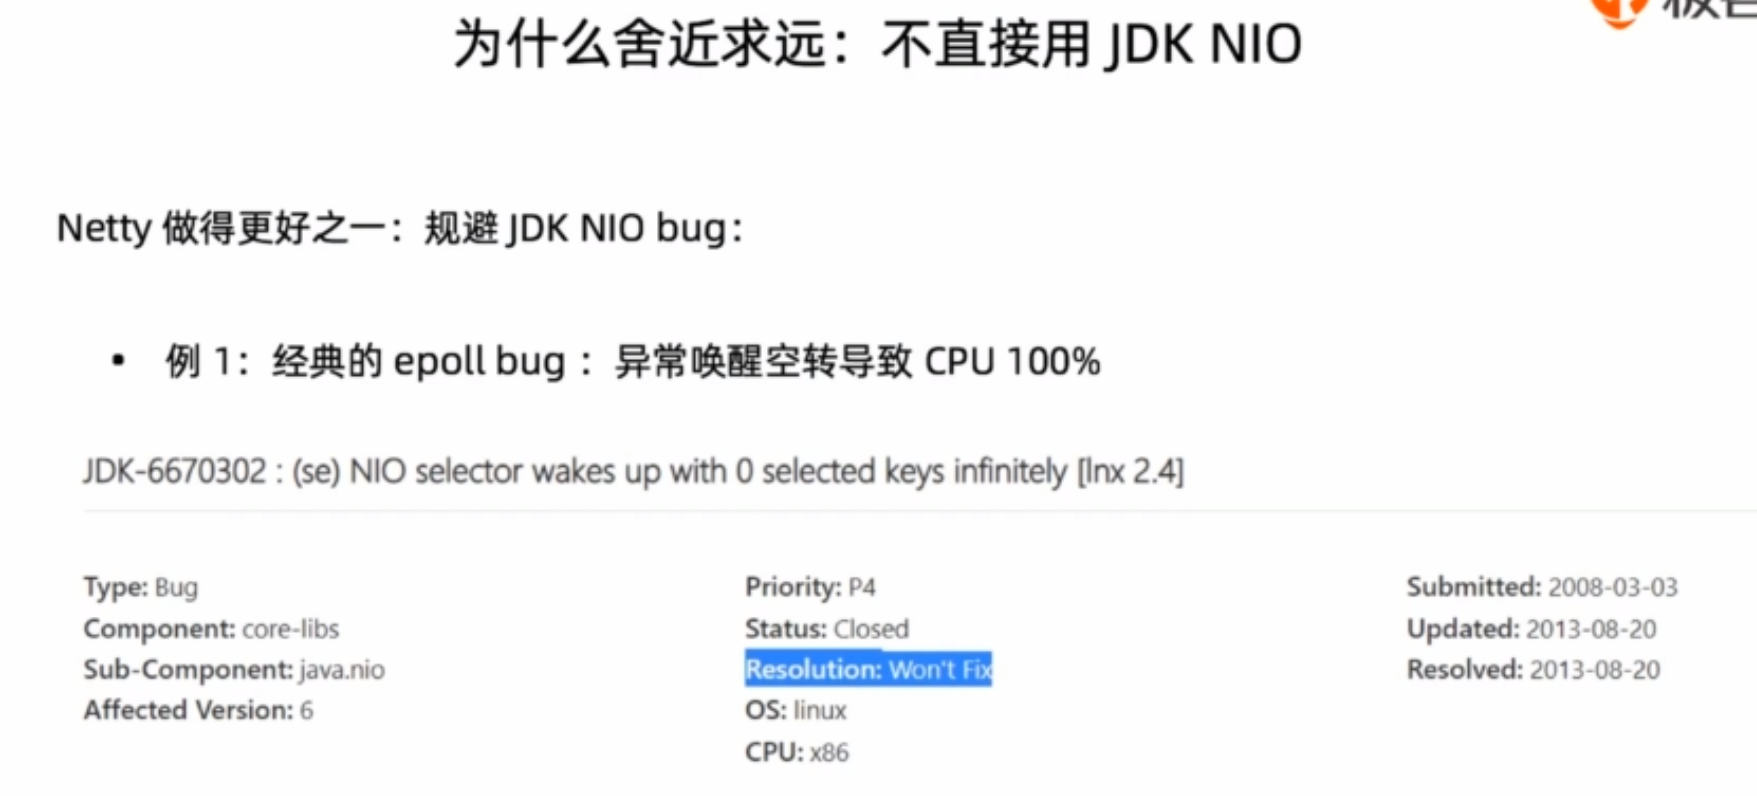 为什么舍近求远：不直接用 JDK NIO
Netty 做得更好之一：规避 JDK NIO bug：
• 例 1：经典的 epoll bug ：异常唤醒空转导致 CPU 100%
JDK-6670302 : (se) NIO selector wakes up with 0 selected keys infinitely [lnx 2.4]
Type: Bug
Component: core-libs
Sub-Component: java.nio
Affected Version: 6
Priority: P4
Status: Closed
Resolution: Won't Fix
OS: linux
CPU: x86
Submitted: 2008-03-03
Updated: 2013-08-20
Resolved: 2013-08-20